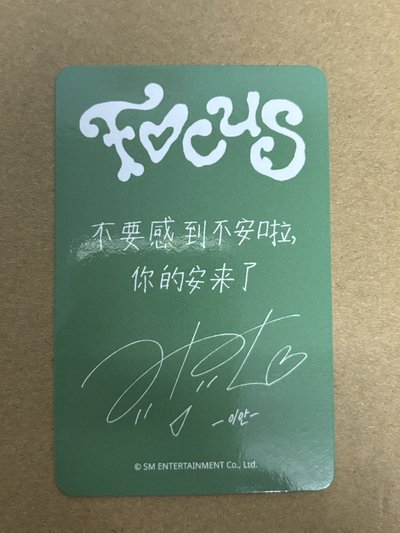 FOCUS
不要感到不安啦,
你的安来了
-이안-
© SM ENTERTAINMENT Co., Ltd.